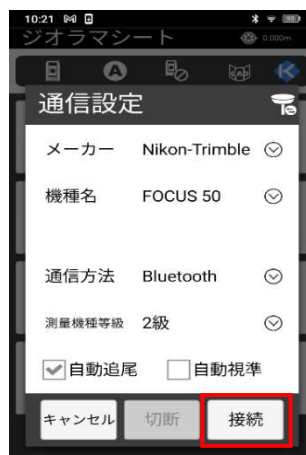 10:21
ジオラマシート 0.000m
A CAD K
通信設定 Te
メーカー Nikon-Trimble
機種名 FOCUS 50
通信方法 Bluetooth
測量機種等級 2級
自動追尾 自動視準
キャンセル 切断 接続